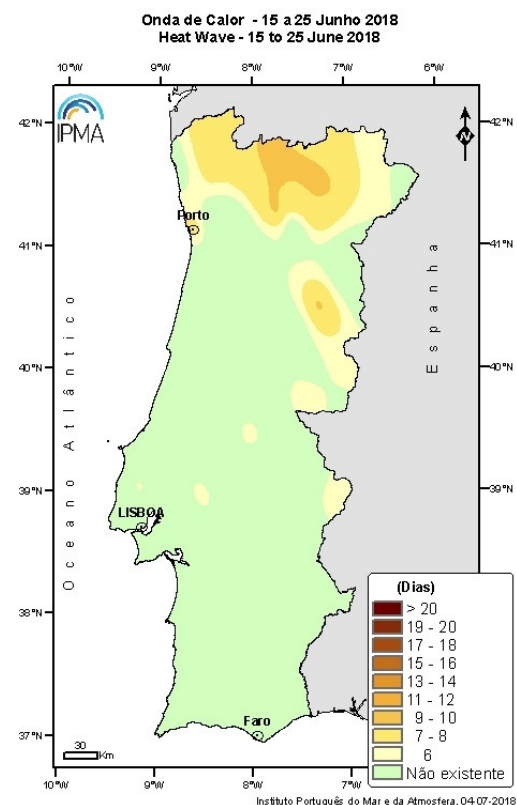 Onda de Calor - 15 a 25 Junho 2018
Heat Wave - 15 to 25 June 2018
10°W 9°W 8°W 7°W 6°W
IPMA
N
42°N 42°N
Porto
41°N 41°N
Espanha
Oceano Atlântico
40°N 40°N
39°N 39°N
LISBOA
38°N
37°N
Faro
30
Km
10°W 9°W 8°W 7°W
(Dias)
> 20
19 - 20
17 - 18
15 - 16
13 - 14
11 - 12
9 - 10
7 - 8
6
Não existente
Instituto Português do Mar e da Atmosfera, 04-07-2018